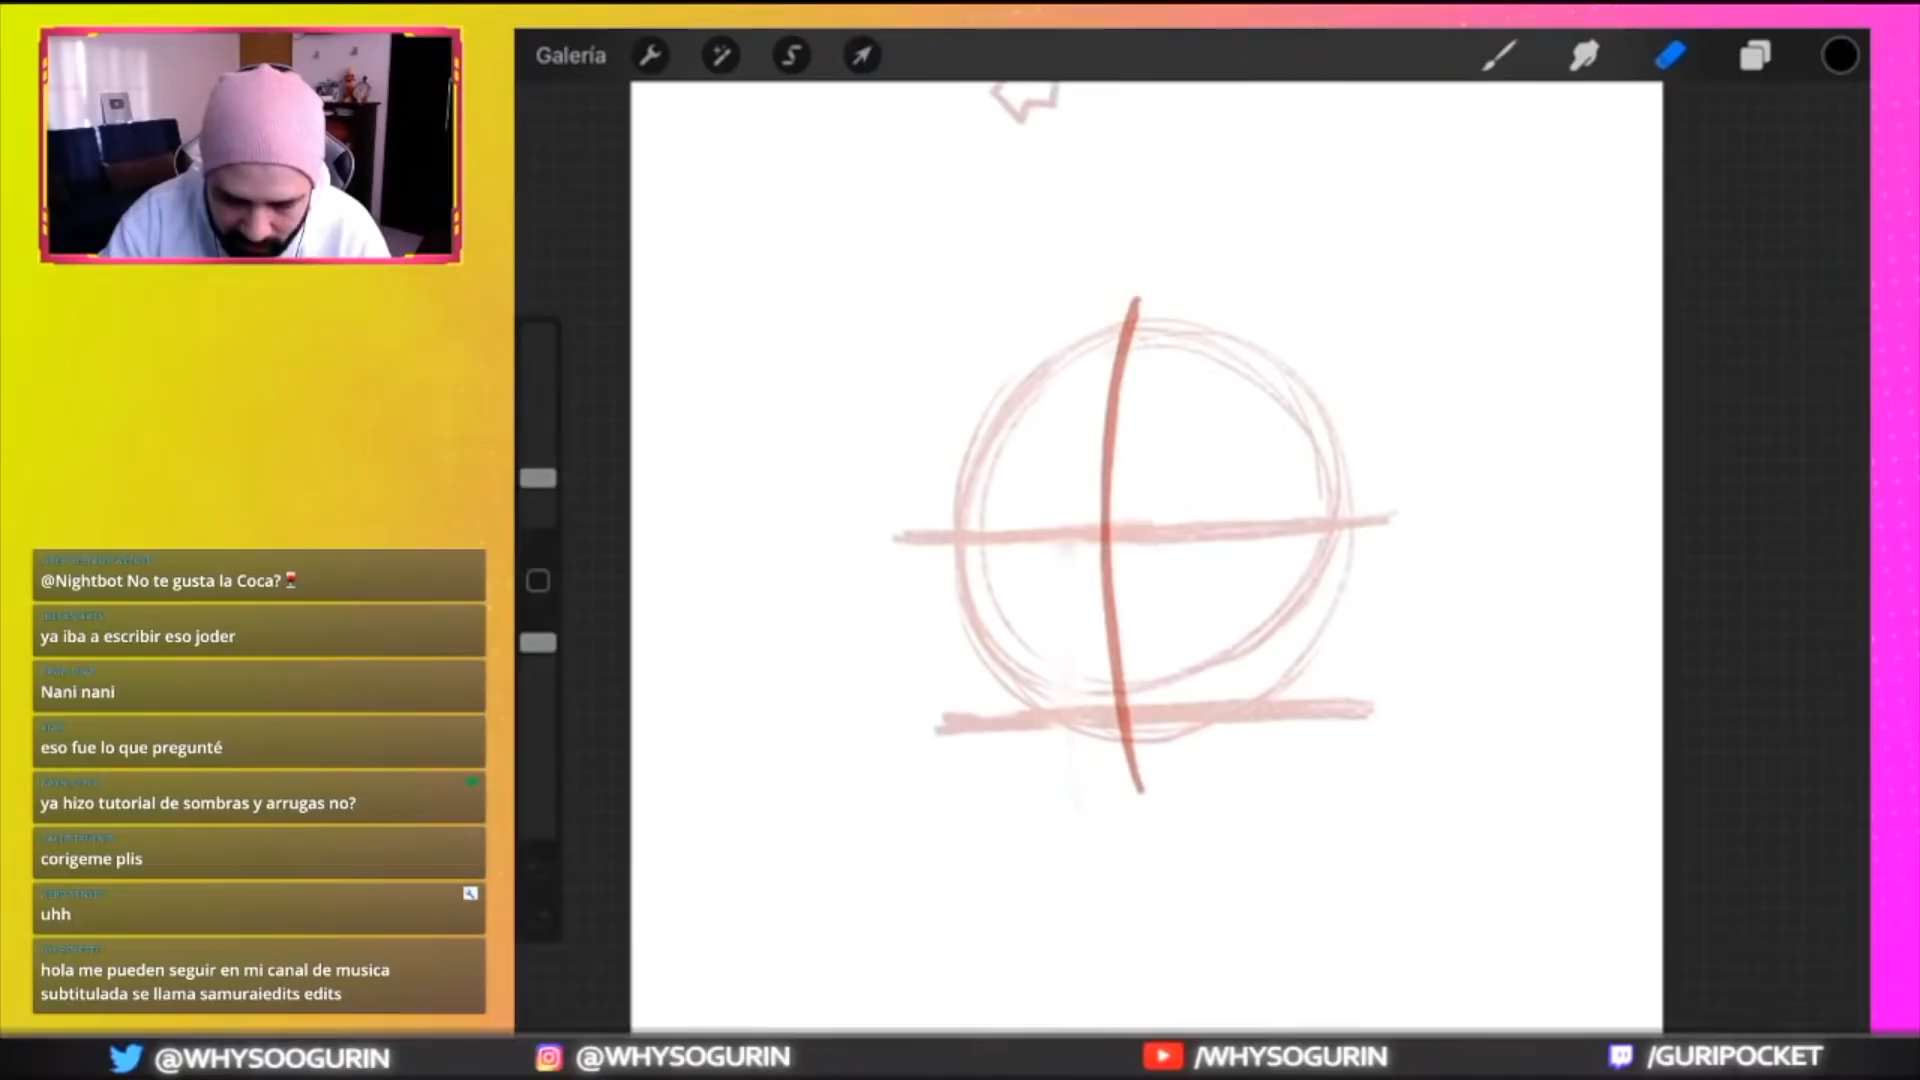 Galería
@Nightbot No te gusta la Coca?🍷
ya iba a escribir eso joder
Nani nani
eso fue lo que pregunté
ya hizo tutorial de sombras y arrugas no?
corigeme plis
uhh
hola me pueden seguir en mi canal de musica
subtitulada se llama samuraiedits edits
@WHYSOOGURIN
@WHYSOGURIN
/WHYSOGURIN
/GURIPOCKET